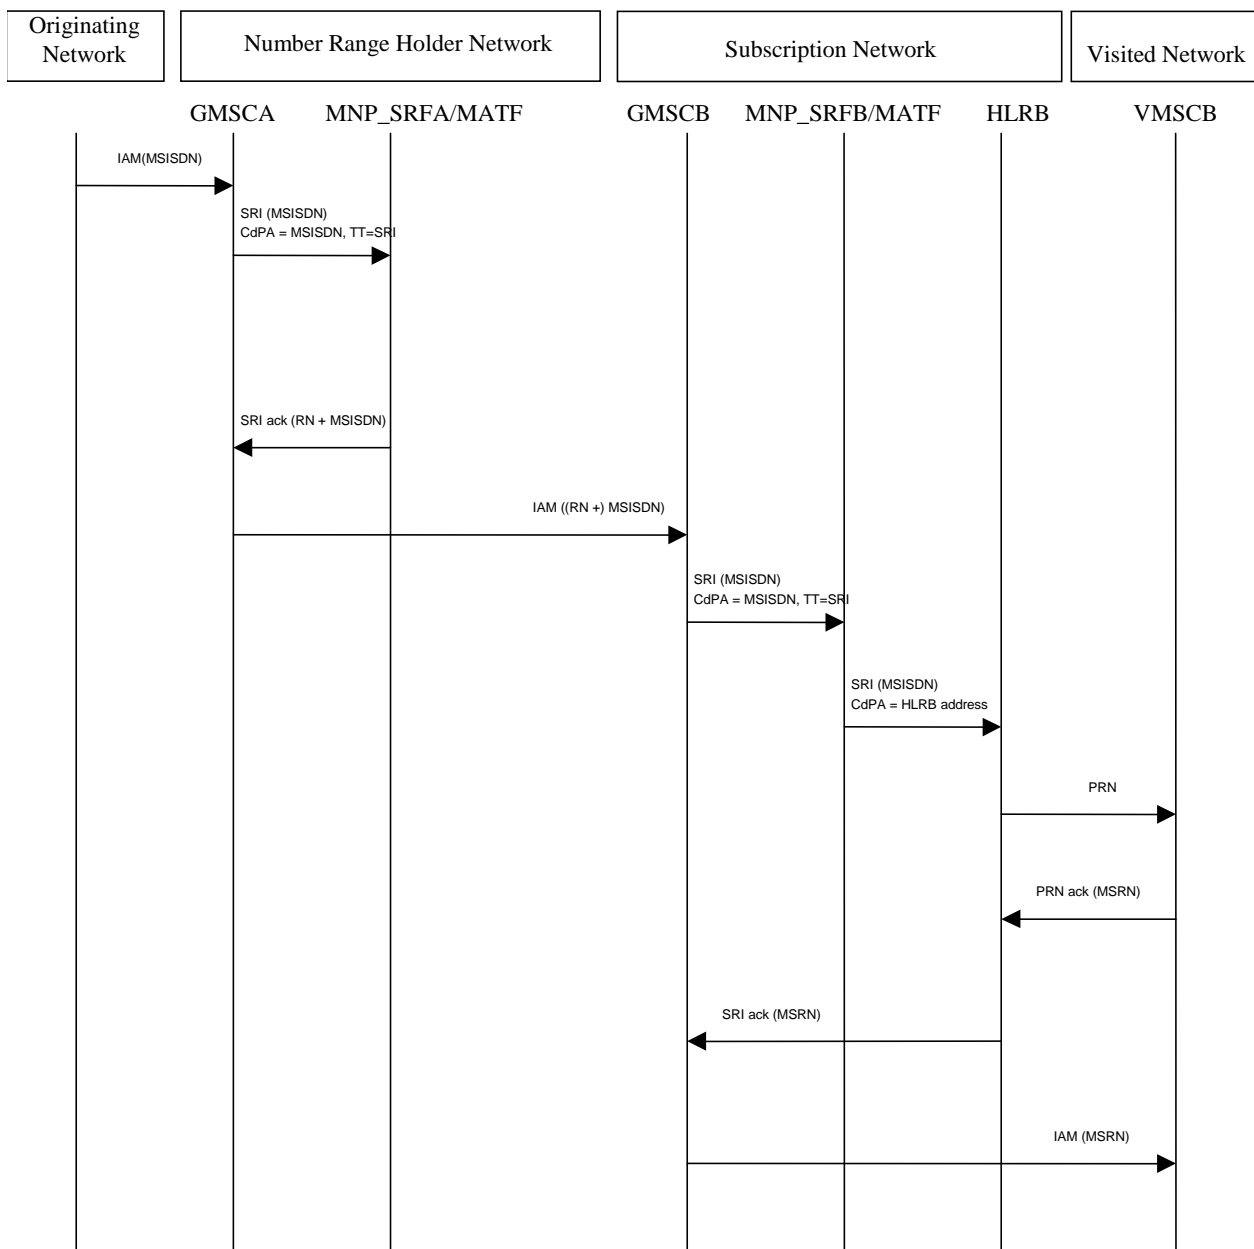 Originating
Network
Number Range Holder Network
Subscription Network
Visited Network
GMSCA
MNP_SRFA/MATF
GMSCB
MNP_SRFB/MATF
HLRB
VMSCB
IAM(MSISDN)
SRI (MSISDN)
CdPA = MSISDN, TT=SRI
SRI ack (RN + MSISDN)
IAM ((RN +) MSISDN)
SRI (MSISDN)
CdPA = MSISDN, TT=SRI
SRI (MSISDN)
CdPA = HLRB address
PRN
PRN ack (MSRN)
SRI ack (MSRN)
IAM (MSRN)